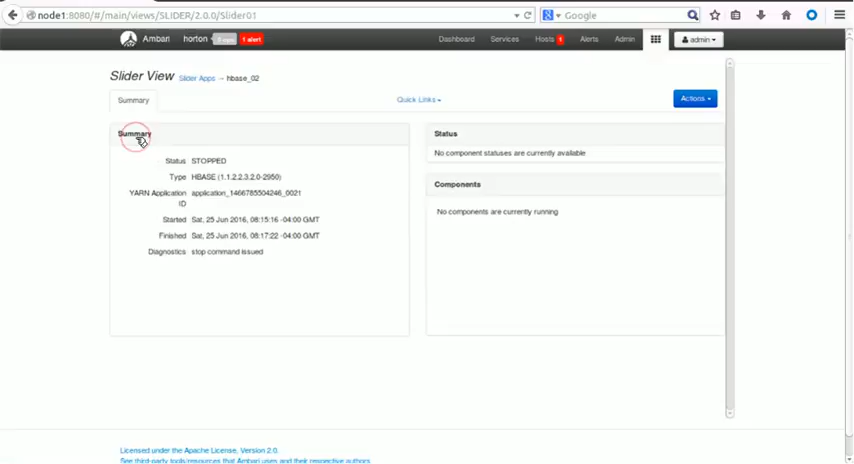 node1:8080/#/main/views/SLIDER/2.0.0/Slider01
Google
Ambari horton 1 alert Dashboard Services Hosts 1 Alerts Admin admin
Slider View Slider Apps → hbase_02
Summary Quick Links Actions
Summary
Status STOPPED
Type HBASE (1.1.2.2.3.2.0-2950)
YARN Application ID application_1466785504246_0021
Started Sat, 25 Jun 2016, 08:15:16 -04:00 GMT
Finished Sat, 25 Jun 2016, 08:17:22 -04:00 GMT
Diagnostics stop command issued
Status
No component statuses are currently available
Components
No components are currently running
Licensed under the Apache License, Version 2.0.
See third-party tools/resources that Ambari uses and their respective authors.